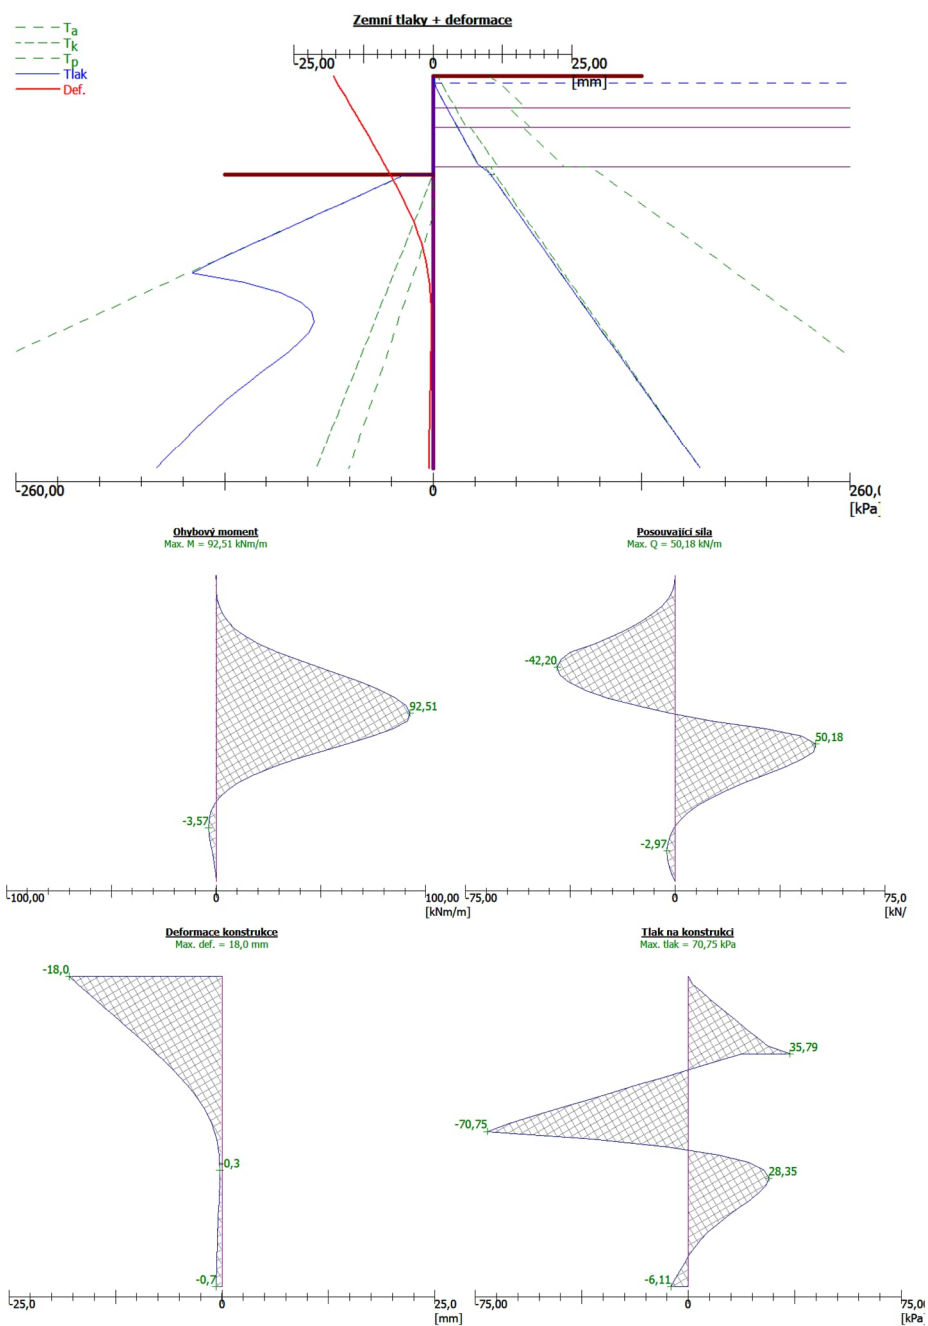 Zemní tlaky + deformace
Ta
Tk
Tp
Tlak
Def.
-25,00 0 25,00
[mm]
-260,00 0 260,0
[kPa]
Ohybový moment
Max. M = 92,51 kNm/m
Posouvající síla
Max. Q = 50,18 kN/m
-42,20
92,51
50,18
-3,57
-2,97
-100,00 0 100,00
[kNm/m]
-75,00 0 75,0
[kN/
Deformace konstrukce
Max. def. = 18,0 mm
Tlak na konstrukci
Max. tlak = 70,75 kPa
-18,0
35,79
-70,75
0,3
28,35
-0,7
-6,11
-25,0 0 25,0
[mm]
-75,00 0 75,00
[kPa]